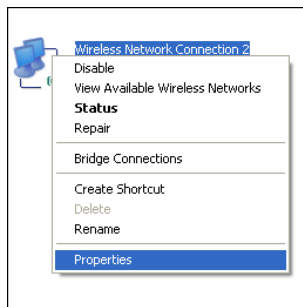 Wireless Network Connection 2
Disable
View Available Wireless Networks
Status
Repair
Bridge Connections
Create Shortcut
Delete
Rename
Properties